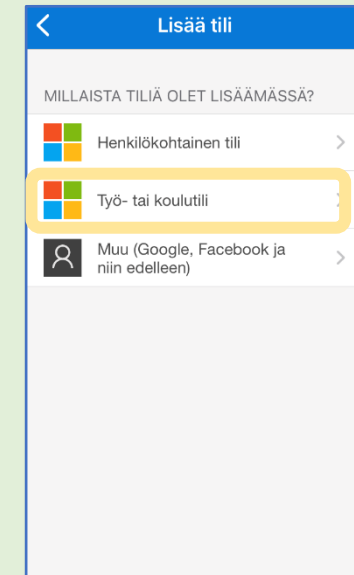 Lisää tili
MILLAISTA TILIÄ OLET LISÄÄMÄSSÄ?
Henkilökohtainen tili
Työ- tai koulutili
Muu (Google, Facebook ja
niin edelleen)